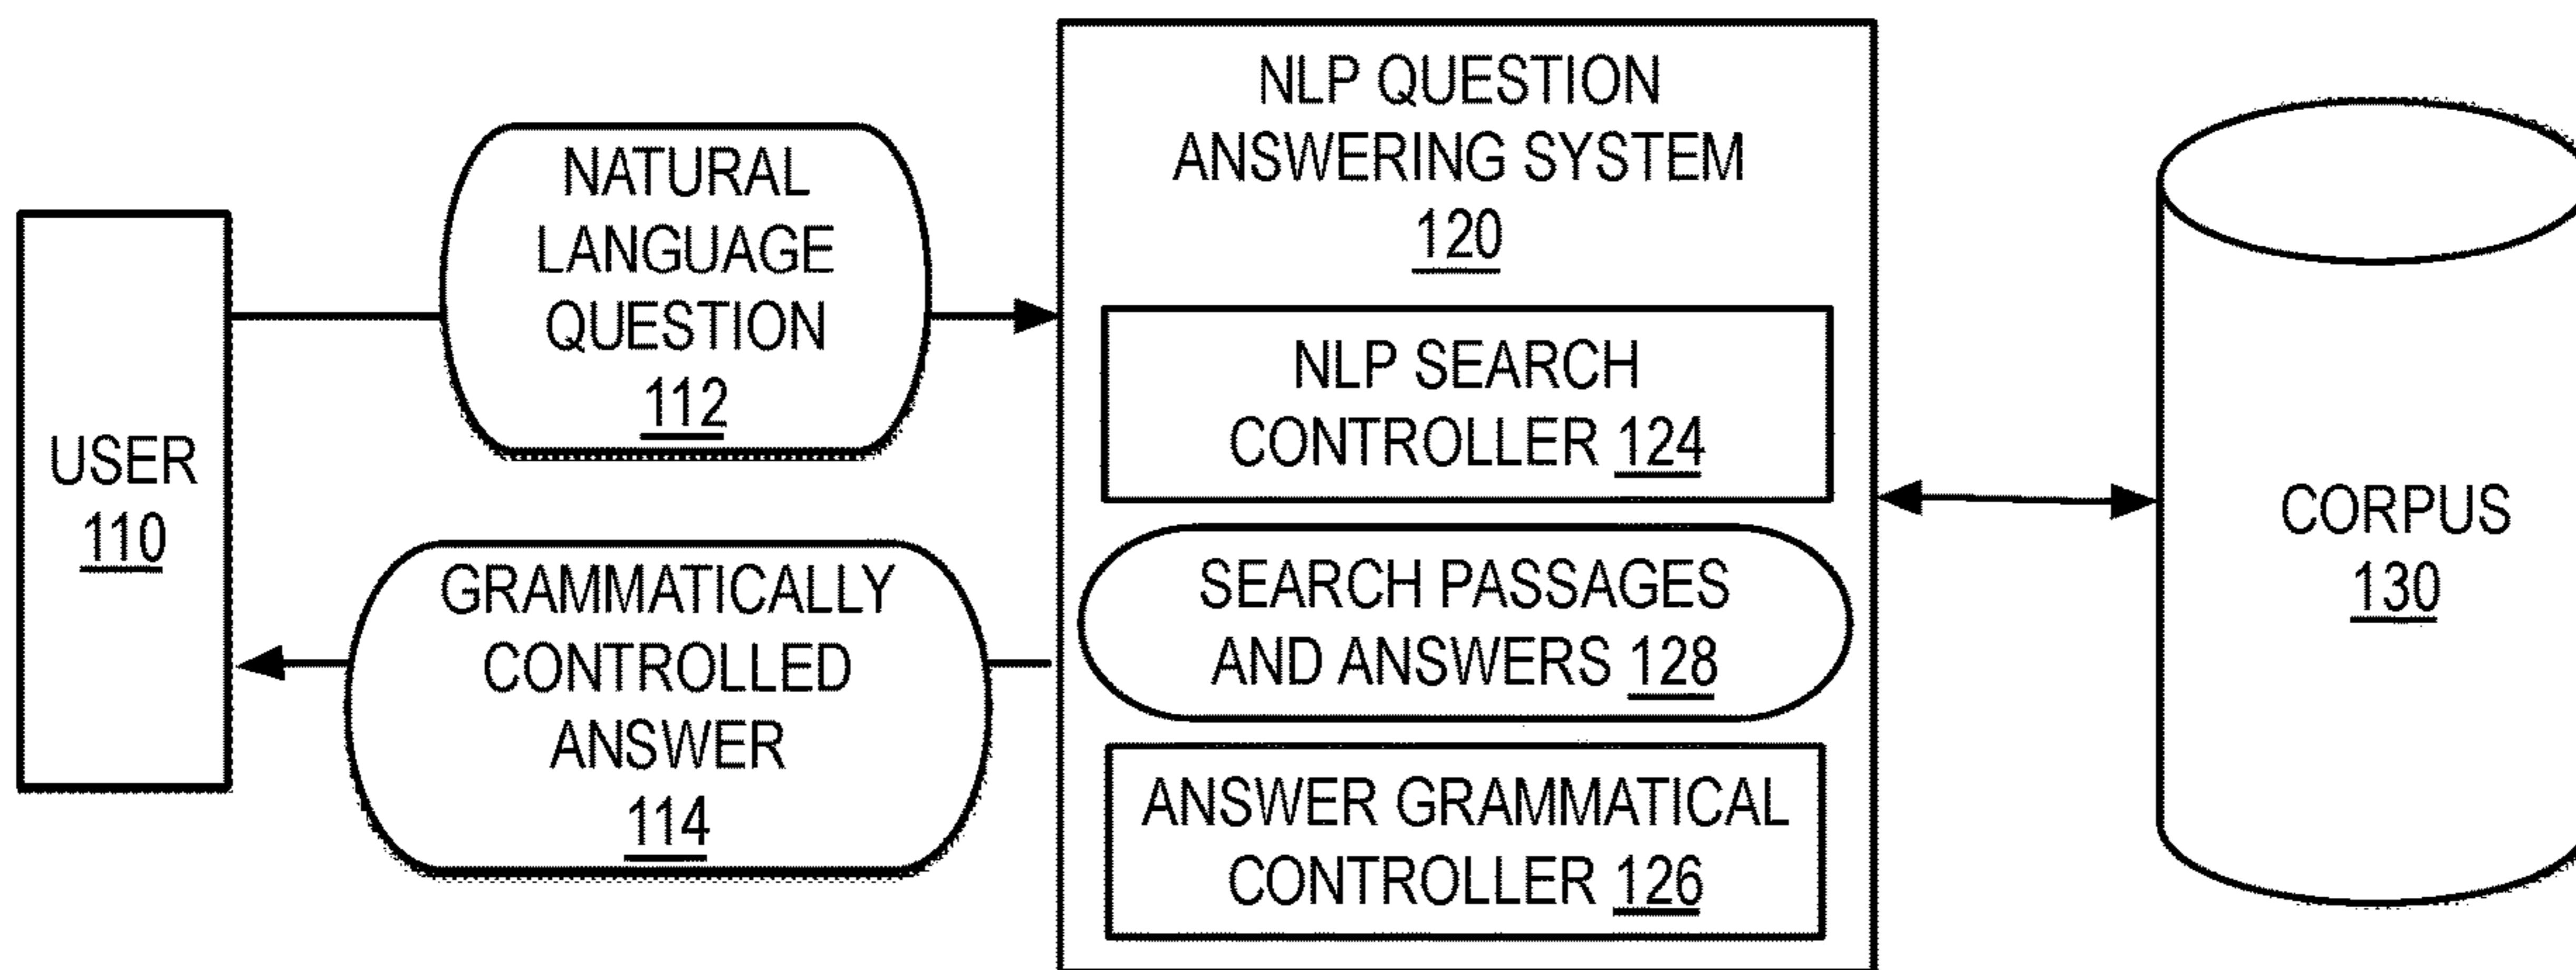 USER
110
NATURAL
LANGUAGE
QUESTION
112
GRAMMATICALLY
CONTROLLED
ANSWER
114
NLP QUESTION
ANSWERING SYSTEM
120
NLP SEARCH
CONTROLLER 124
SEARCH PASSAGES
AND ANSWERS 128
ANSWER GRAMMATICAL
CONTROLLER 126
CORPUS
130